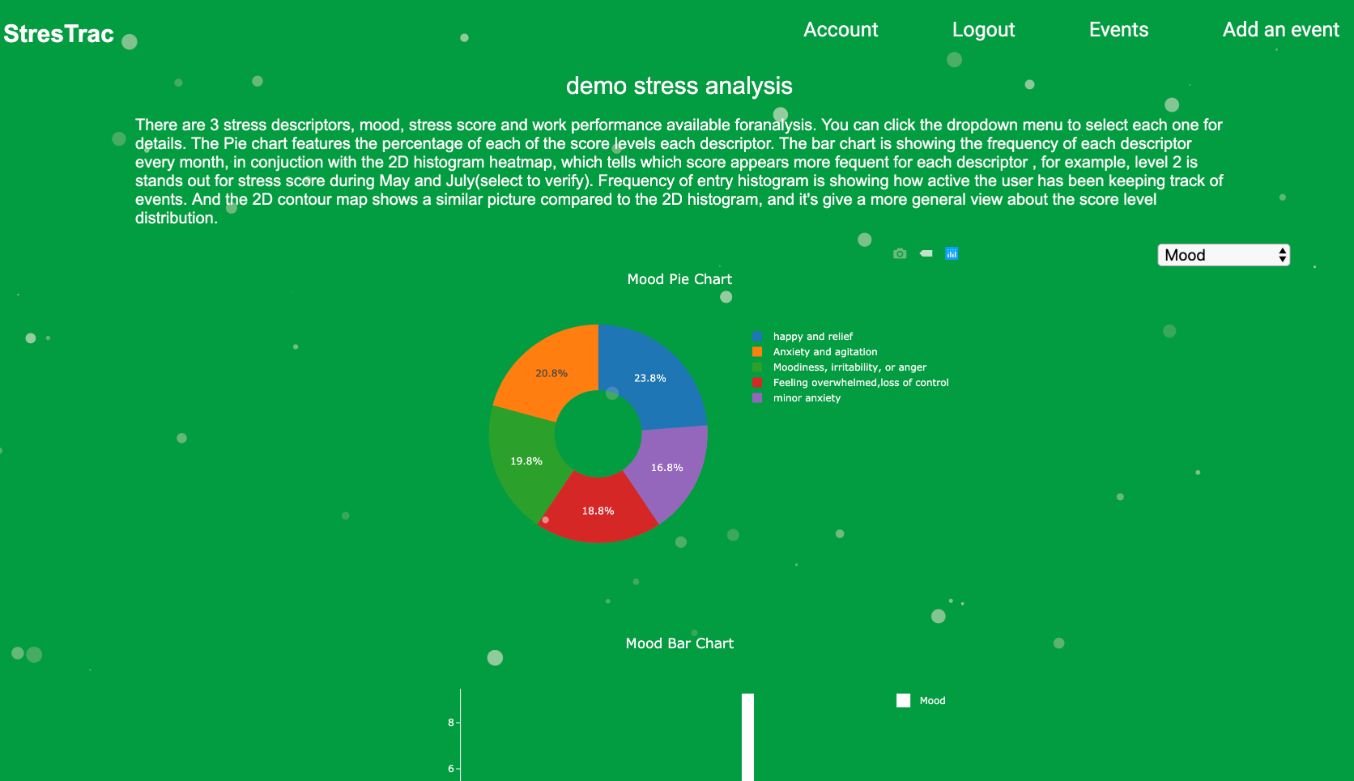 StresTrac
Account
Logout
Events
Add an event
demo stress analysis
There are 3 stress descriptors, mood, stress score and work performance available foranalysis. You can click the dropdown menu to select each one for
details. The Pie chart features the percentage of each of the score levels each descriptor. The bar chart is showing the frequency of each descriptor
every month, in conjuction with the 2D histogram heatmap, which tells which score appears more fequent for each descriptor , for example, level 2 is
stands out for stress score during May and July(select to verify). Frequency of entry histogram is showing how active the user has been keeping track of
events. And the 2D contour map shows a similar picture compared to the 2D histogram, and it's give a more general view about the score level
distribution.
Mood
Mood Pie Chart
happy and relief
Anxiety and agitation
Moodiness, irritability, or anger
Feeling overwhelmed,loss of control
minor anxiety
20.8%
23.8%
19.8%
16.8%
18.8%
Mood Bar Chart
Mood
8
6